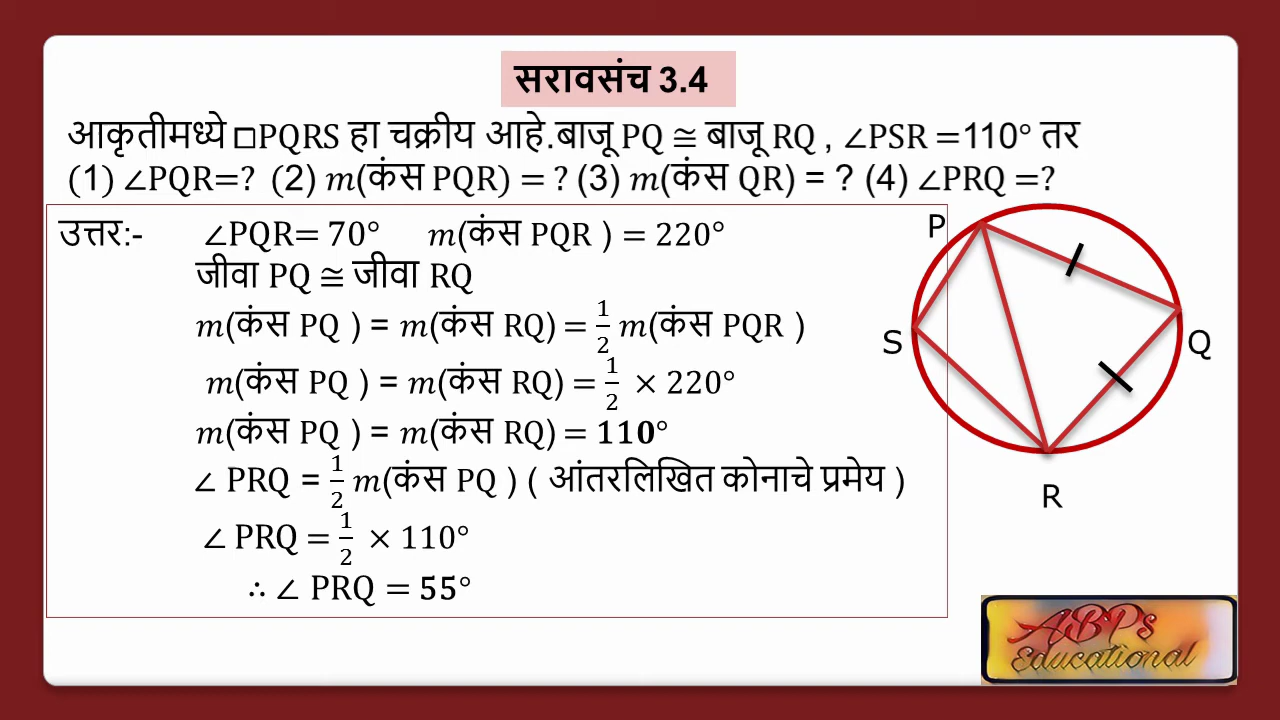 सरावसंच 3.4
आकृतीमध्ये □PQRS हा चक्रीय आहे.बाजू PQ ≅ बाजू RQ , ∠PSR =110° तर
(1) ∠PQR=? (2) m(कंस PQR) = ? (3) m(कंस QR) = ? (4) ∠PRQ =?
उत्तर:- ∠PQR= 70° m(कंस PQR ) = 220°
जीवा PQ ≅ जीवा RQ
m(कंस PQ ) = m(कंस RQ) = 1/2 m(कंस PQR )
m(कंस PQ ) = m(कंस RQ) = 1/2 × 220°
m(कंस PQ ) = m(कंस RQ) = 110°
∠ PRQ = 1/2 m(कंस PQ ) ( आंतरलिखित कोनाचे प्रमेय )
∠ PRQ = 1/2 × 110°
∴ ∠ PRQ = 55°
P
S
Q
R
ABPs
Educational